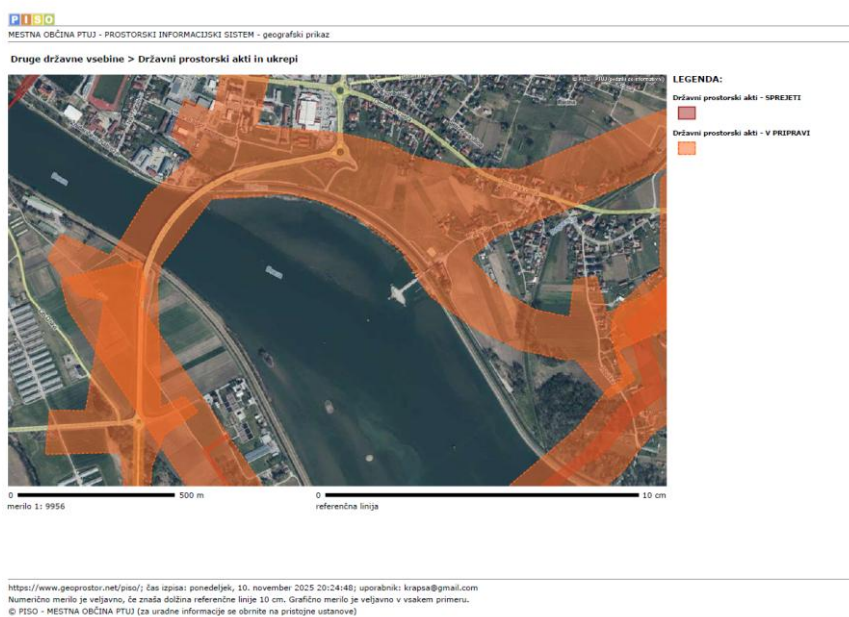 PISO
MESTNA OBČINA PTUJ - PROSTORSKI INFORMACIJSKI SISTEM - geografski prikaz
Druge državne vsebine > Državni prostorski akti in ukrepi
LEGENDA:
Državni prostorski akti - SPREJETI
Državni prostorski akti - V PRIPRAVI
0 500 m 0 10 cm
merilo 1: 9956 referenčna linija
https://www.geoprostor.net/piso/; čas izpisa: ponedeljek, 10. november 2025 20:24:48; uporabnik: krapsa@gmail.com
Numerično merilo je veljavno, če znaša dolžina referenčne linije 10 cm. Grafično merilo je veljavno v vsakem primeru.
© PISO - MESTNA OBČINA PTUJ (za uradne informacije se obrnite na pristojne ustanove)